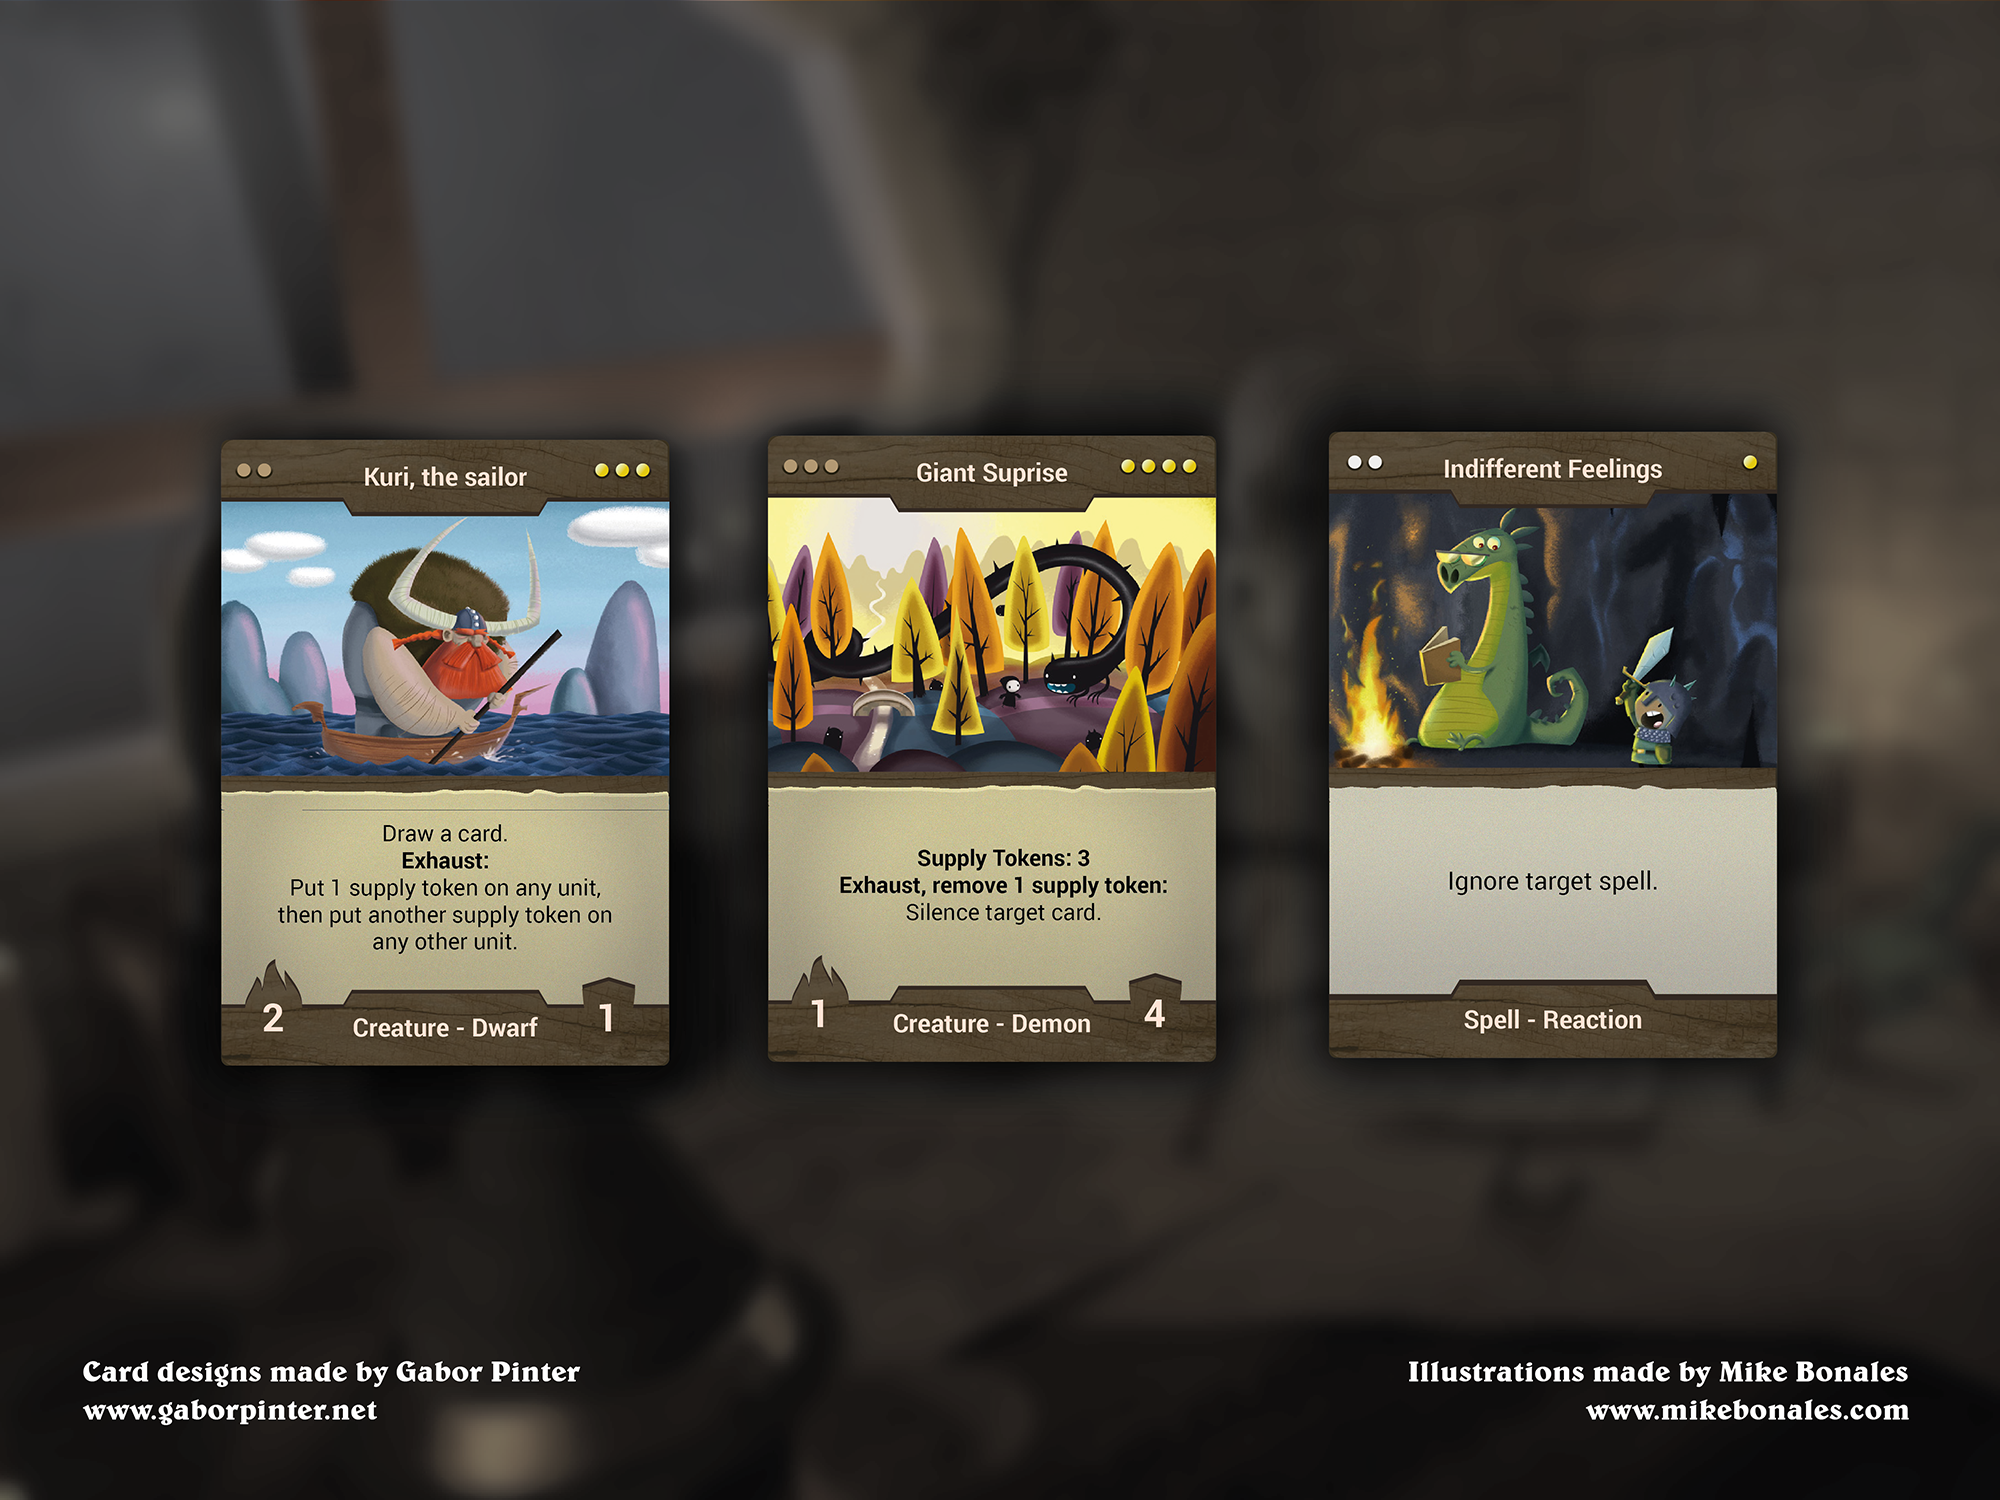 Kuri, the sailor
Draw a card.
Exhaust:
Put 1 supply token on any unit,
then put another supply token on
any other unit.
2
Creature - Dwarf
1
Giant Suprise
Supply Tokens: 3
Exhaust, remove 1 supply token:
Silence target card.
1
Creature - Demon
4
Indifferent Feelings
Ignore target spell.
Spell - Reaction
Card designs made by Gabor Pinter
www.gaborpinter.net
Illustrations made by Mike Bonales
www.mikebonales.com